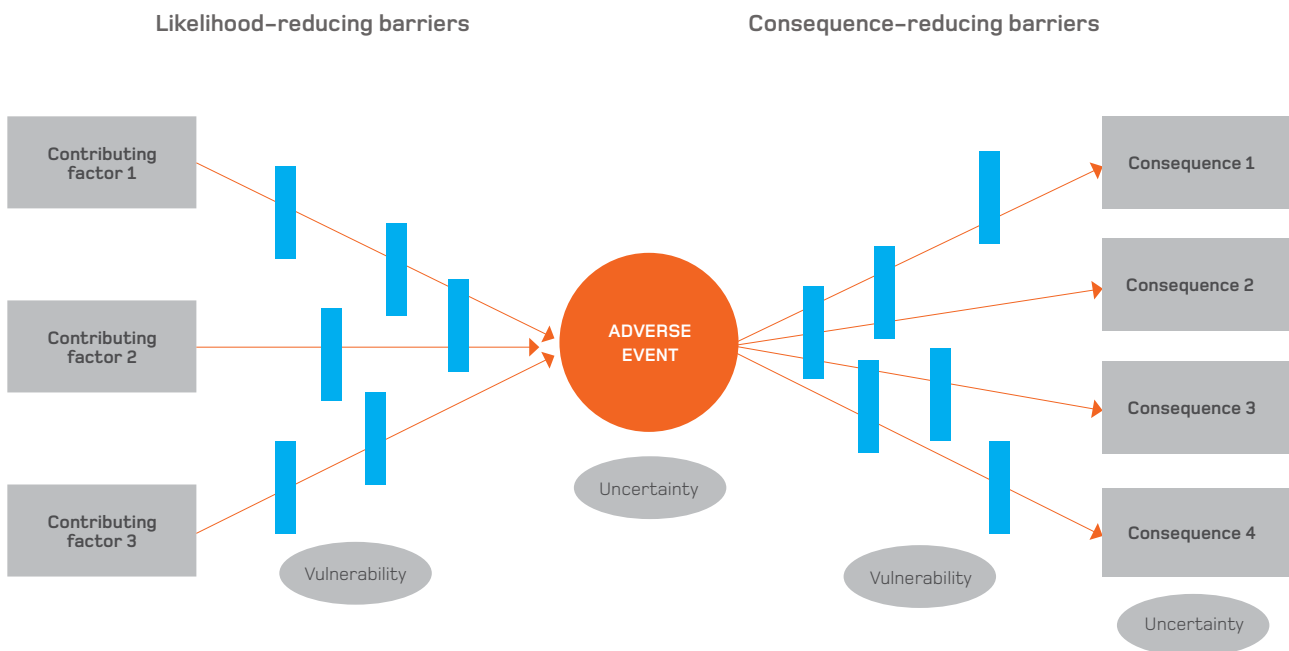 Likelihood-reducing barriers
Consequence-reducing barriers
Contributing
factor 1
Consequence 1
Consequence 2
Contributing
factor 2
ADVERSE
EVENT
Consequence 3
Uncertainty
Contributing
factor 3
Consequence 4
Vulnerability
Vulnerability
Uncertainty